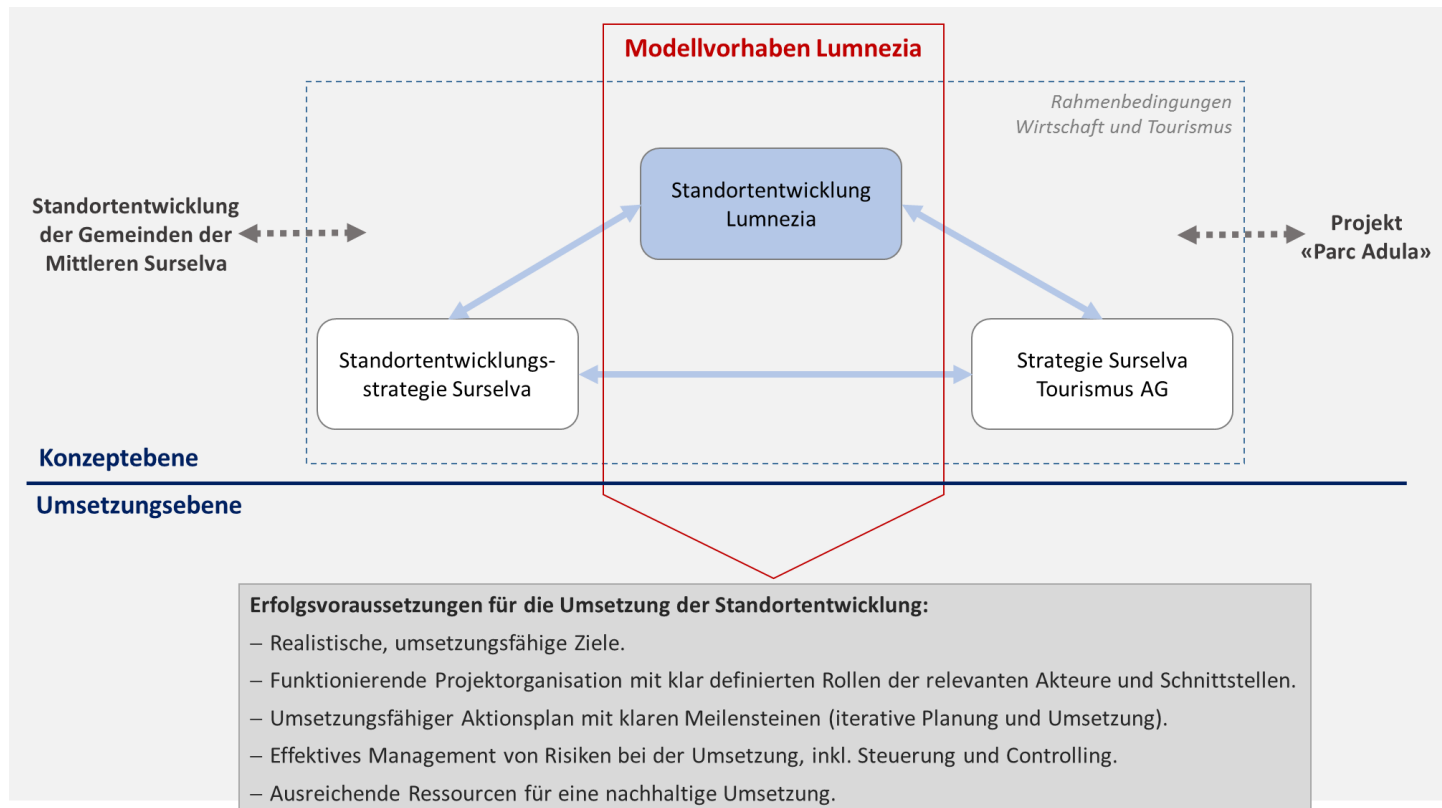 Modellvorhaben Lumnezia
Rahmenbedingungen
Wirtschaft und Tourismus
Standortentwicklung
Lumnezia
Standortentwicklung
der Gemeinden der
Mittleren Surselva
Projekt
«Parc Adula»
Standortentwicklungs-
strategie Surselva
Strategie Surselva
Tourismus AG
Konzeptebene
Umsetzungsebene
Erfolgsvoraussetzungen für die Umsetzung der Standortentwicklung:
– Realistische, umsetzungsfähige Ziele.
– Funktionierende Projektorganisation mit klar definierten Rollen der relevanten Akteure und Schnittstellen.
– Umsetzungsfähiger Aktionsplan mit klaren Meilensteinen (iterative Planung und Umsetzung).
– Effektives Management von Risiken bei der Umsetzung, inkl. Steuerung und Controlling.
– Ausreichende Ressourcen für eine nachhaltige Umsetzung.